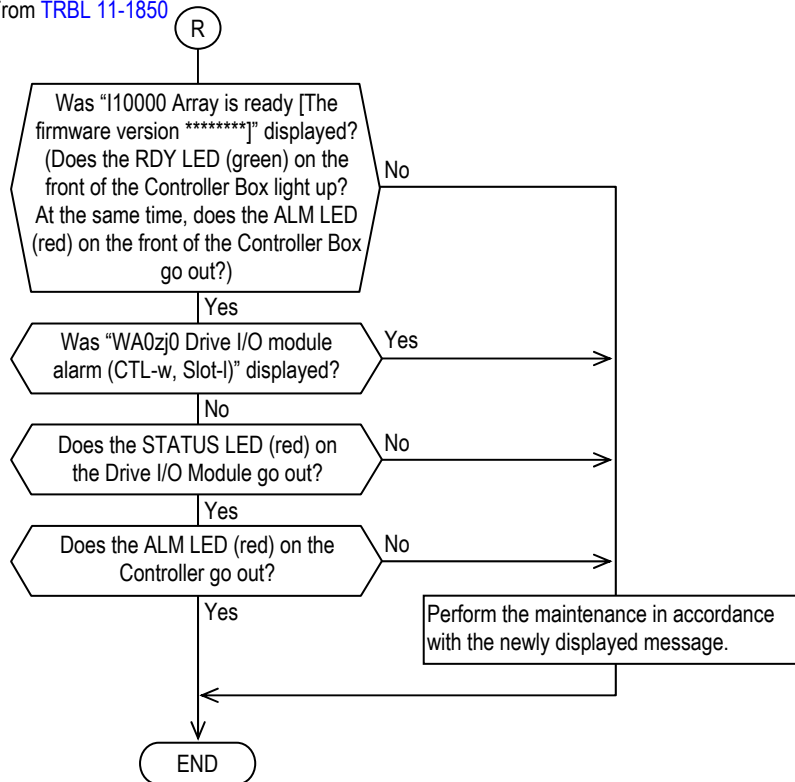 from TRBL 11-1850
R
Was “I10000 Array is ready [The
firmware version ********]” displayed?
(Does the RDY LED (green) on the
front of the Controller Box light up?
At the same time, does the ALM LED
(red) on the front of the Controller Box
go out?)
No
Yes
Was “WA0zj0 Drive I/O module
alarm (CTL-w, Slot-l)” displayed?
Yes
No
Does the STATUS LED (red) on
the Drive I/O Module go out?
No
Yes
Does the ALM LED (red) on the
Controller go out?
No
Yes
Perform the maintenance in accordance
with the newly displayed message.
END